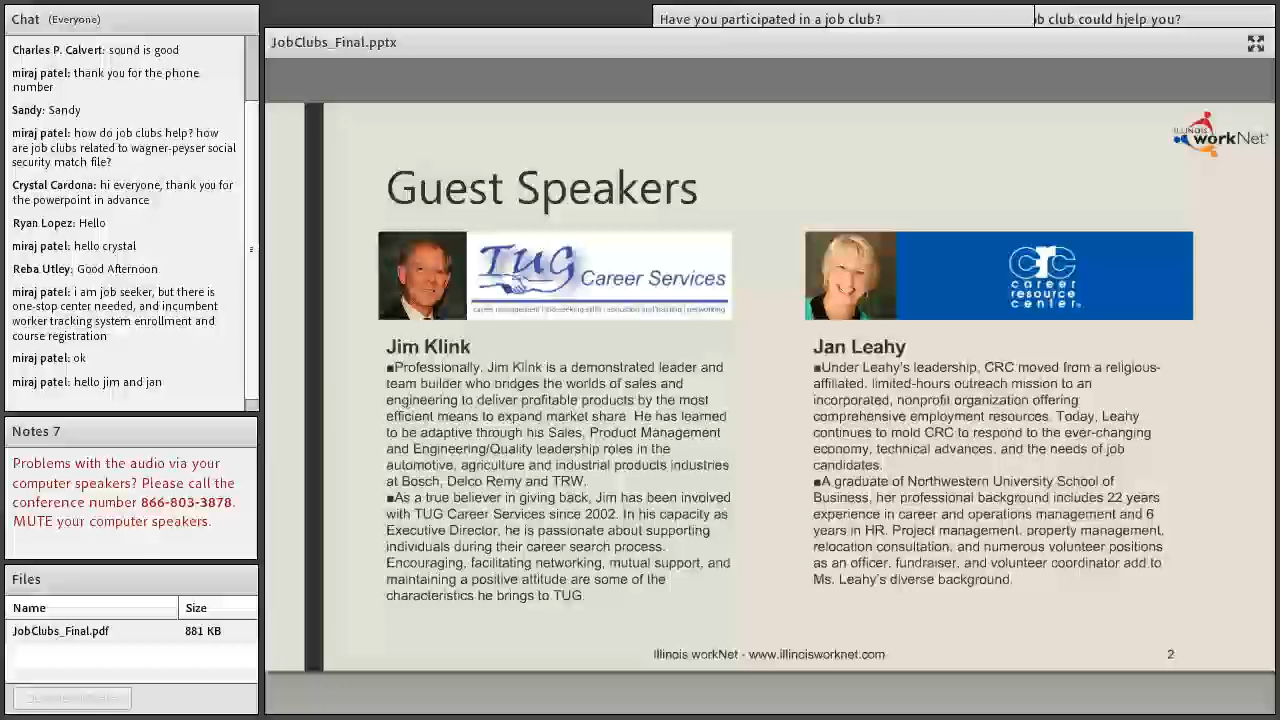 Chat (Everyone)
Charles P. Calvert: sound is good
miraj patel: thank you for the phone
number
Sandy: Sandy
miraj patel: how do job clubs help? how
are job clubs related to wagner-peyser social
security match file?
Crystal Cardona: hi everyone, thank you for
the powerpoint in advance
Ryan Lopez: Hello
miraj patel: hello crystal
Reba Utley: Good Afternoon
miraj patel: i am job seeker, but there is
one-stop center needed, and incumbent
worker tracking system enrollment and
course registration
miraj patel: ok
miraj patel: hello jim and jan
Notes 7
Problems with the audio via your
computer speakers? Please call the
conference number 866-803-3878.
MUTE your computer speakers.
Files
Name Size
JobClubs_Final.pdf 881 KB
Have you participated in a job club?
b club could hjelp you?
JobClubs_Final.pptx
ILLINOIS
workNet
Guest Speakers
TUG Career Services
career resource center
Jim Klink
■Professionally, Jim Klink is a demonstrated leader and
team builder who bridges the worlds of sales and
engineering to deliver profitable products by the most
efficient means to expand market share. He has learned
to be adaptive through his Sales, Product Management
and Engineering/Quality leadership roles in the
automotive, agriculture and industrial products industries
at Bosch, Delco Remy and TRW.
■As a true believer in giving back, Jim has been involved
with TUG Career Services since 2002. In his capacity as
Executive Director, he is passionate about supporting
individuals during their career search process.
Encouraging, facilitating networking, mutual support, and
maintaining a positive attitude are some of the
characteristics he brings to TUG.
CRC
career
resource
center
Jan Leahy
■Under Leahy's leadership, CRC moved from a religious-
affiliated, limited-hours outreach mission to an
incorporated, nonprofit organization offering
comprehensive employment resources. Today, Leahy
continues to mold CRC to respond to the ever-changing
economy, technical advances, and the needs of job
candidates.
■A graduate of Northwestern University School of
Business, her professional background includes 22 years
experience in career and operations management and 6
years in HR. Project management, property management,
relocation consultation, and numerous volunteer positions
as an officer, fundraiser, and volunteer coordinator add to
Ms. Leahy's diverse background.
Illinois workNet - www.illinoisworknet.com
2